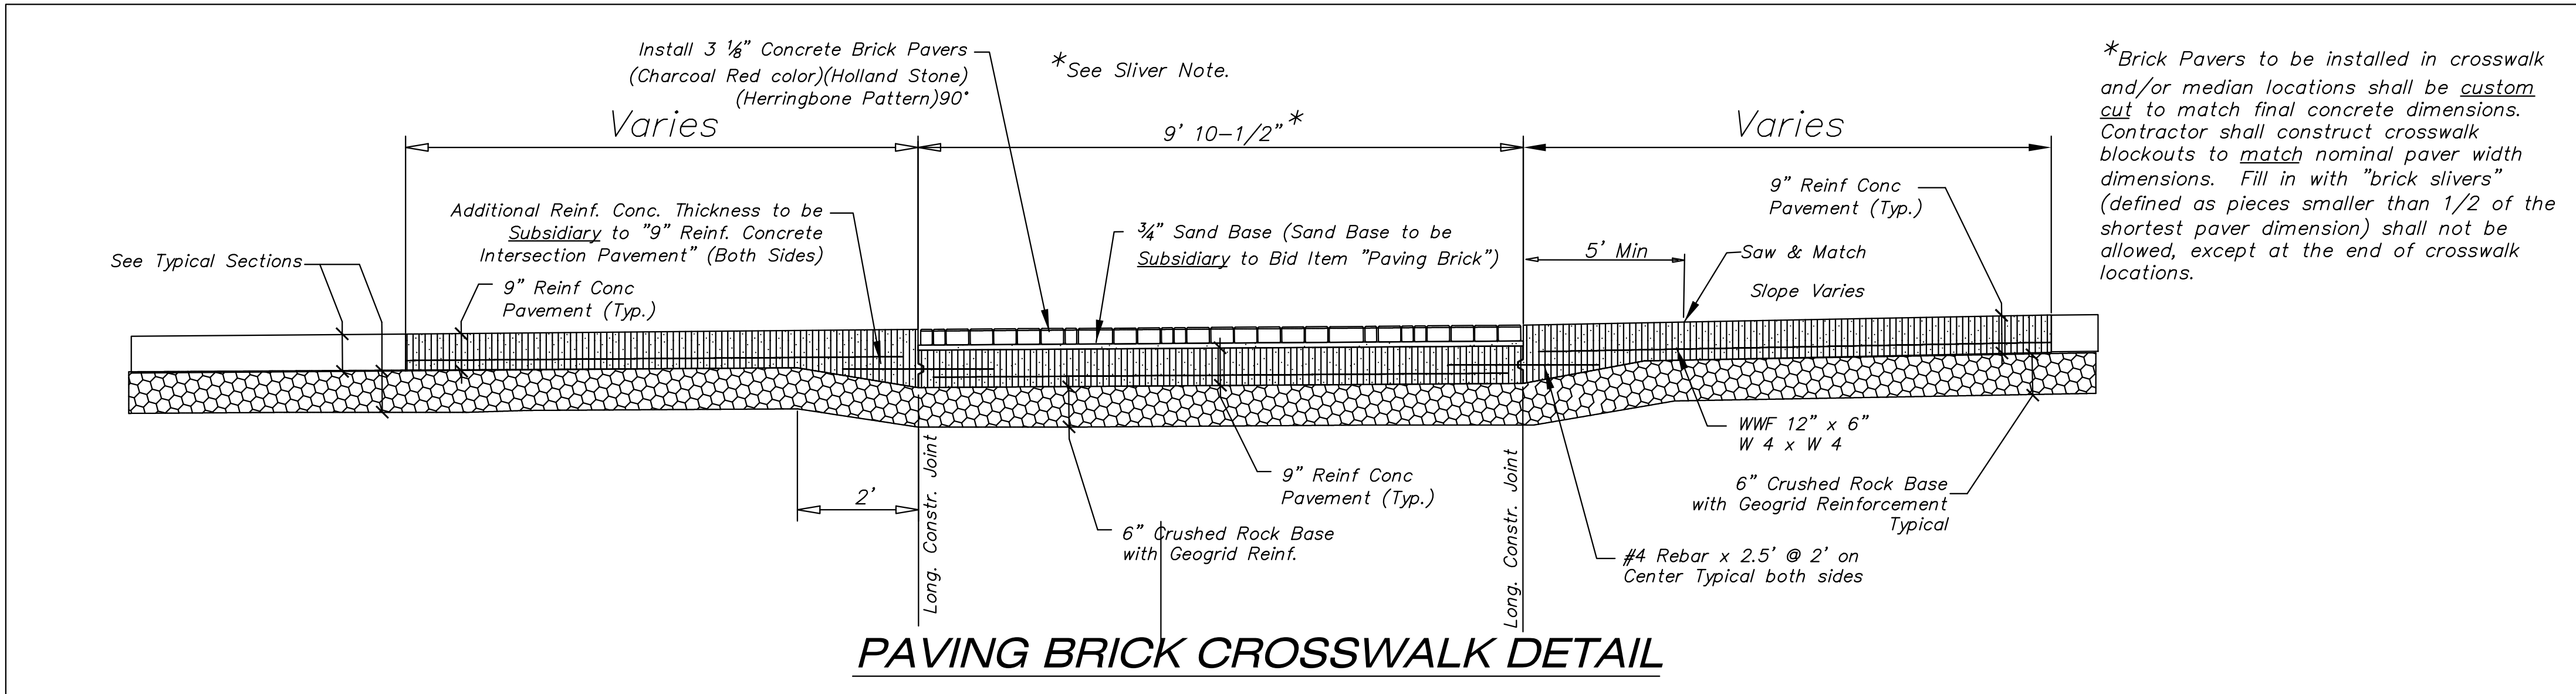 Install 3 ⅛" Concrete Brick Pavers
(Charcoal Red color)(Holland Stone)
(Herringbone Pattern)90°
*See Sliver Note.
Varies
9' 10-1/2"*
Varies
*Brick Pavers to be installed in crosswalk
and/or median locations shall be custom
cut to match final concrete dimensions.
Contractor shall construct crosswalk
blockouts to match nominal paver width
dimensions. Fill in with "brick slivers"
(defined as pieces smaller than 1/2 of the
shortest paver dimension) shall not be
allowed, except at the end of crosswalk
locations.
Additional Reinf. Conc. Thickness to be
Subsidiary to "9" Reinf. Concrete
Intersection Pavement" (Both Sides)
See Typical Sections
9" Reinf Conc
Pavement (Typ.)
¾" Sand Base (Sand Base to be
Subsidiary to Bid Item "Paving Brick")
9" Reinf Conc
Pavement (Typ.)
5' Min
Saw & Match
Slope Varies
2'
Long. Constr. Joint
6" Crushed Rock Base
with Geogrid Reinf.
9" Reinf Conc
Pavement (Typ.)
Long. Constr. Joint
WWF 12" x 6"
W 4 x W 4
6" Crushed Rock Base
with Geogrid Reinforcement
Typical
#4 Rebar x 2.5' @ 2' on
Center Typical both sides
PAVING BRICK CROSSWALK DETAIL